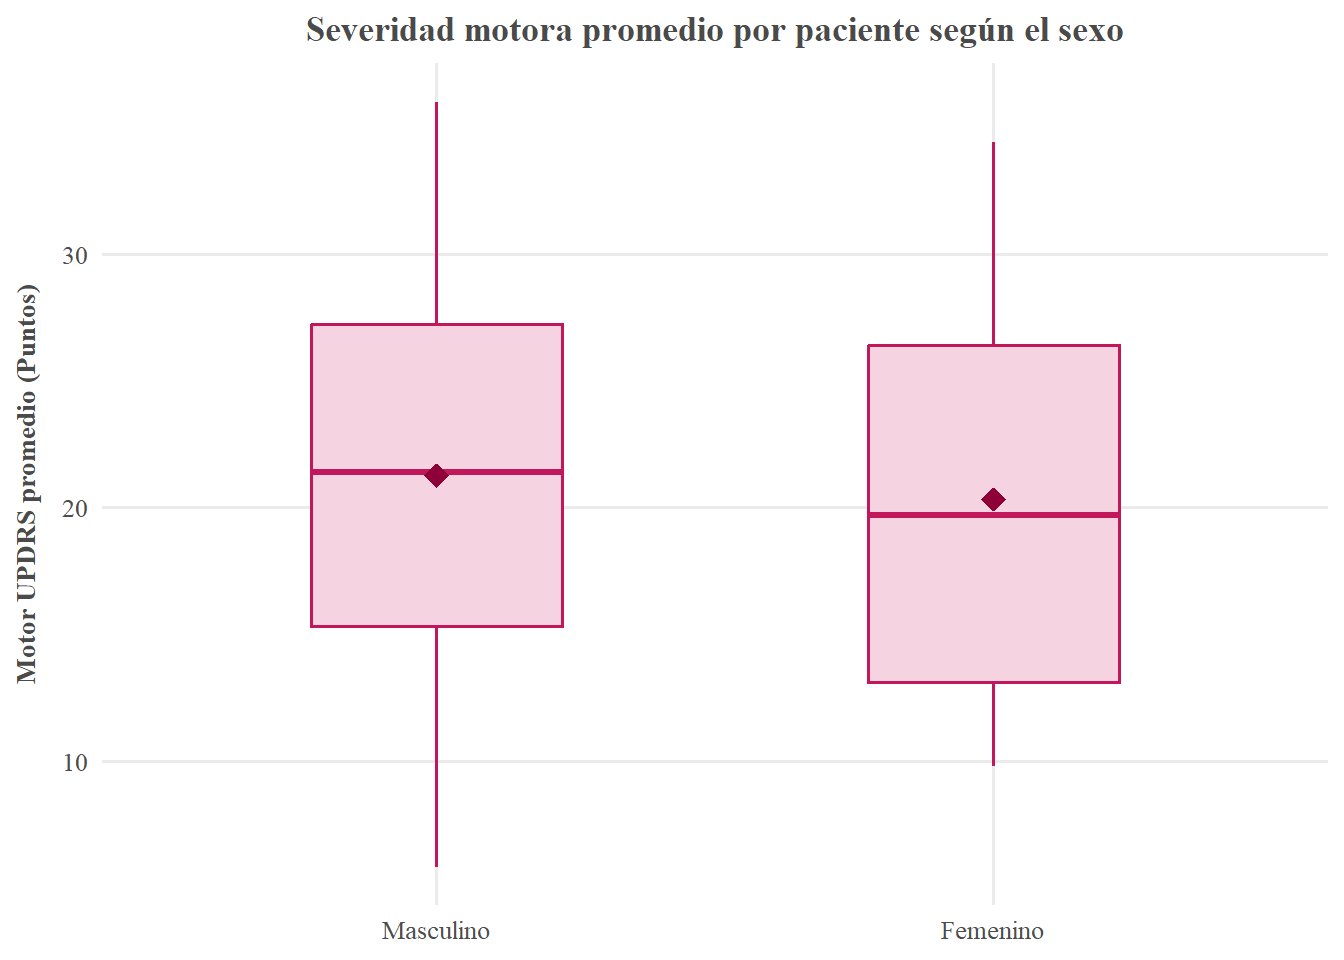 Severidad motora promedio por paciente según el sexo
Motor UPDRS promedio (Puntos)
30
20
10
Masculino
Femenino